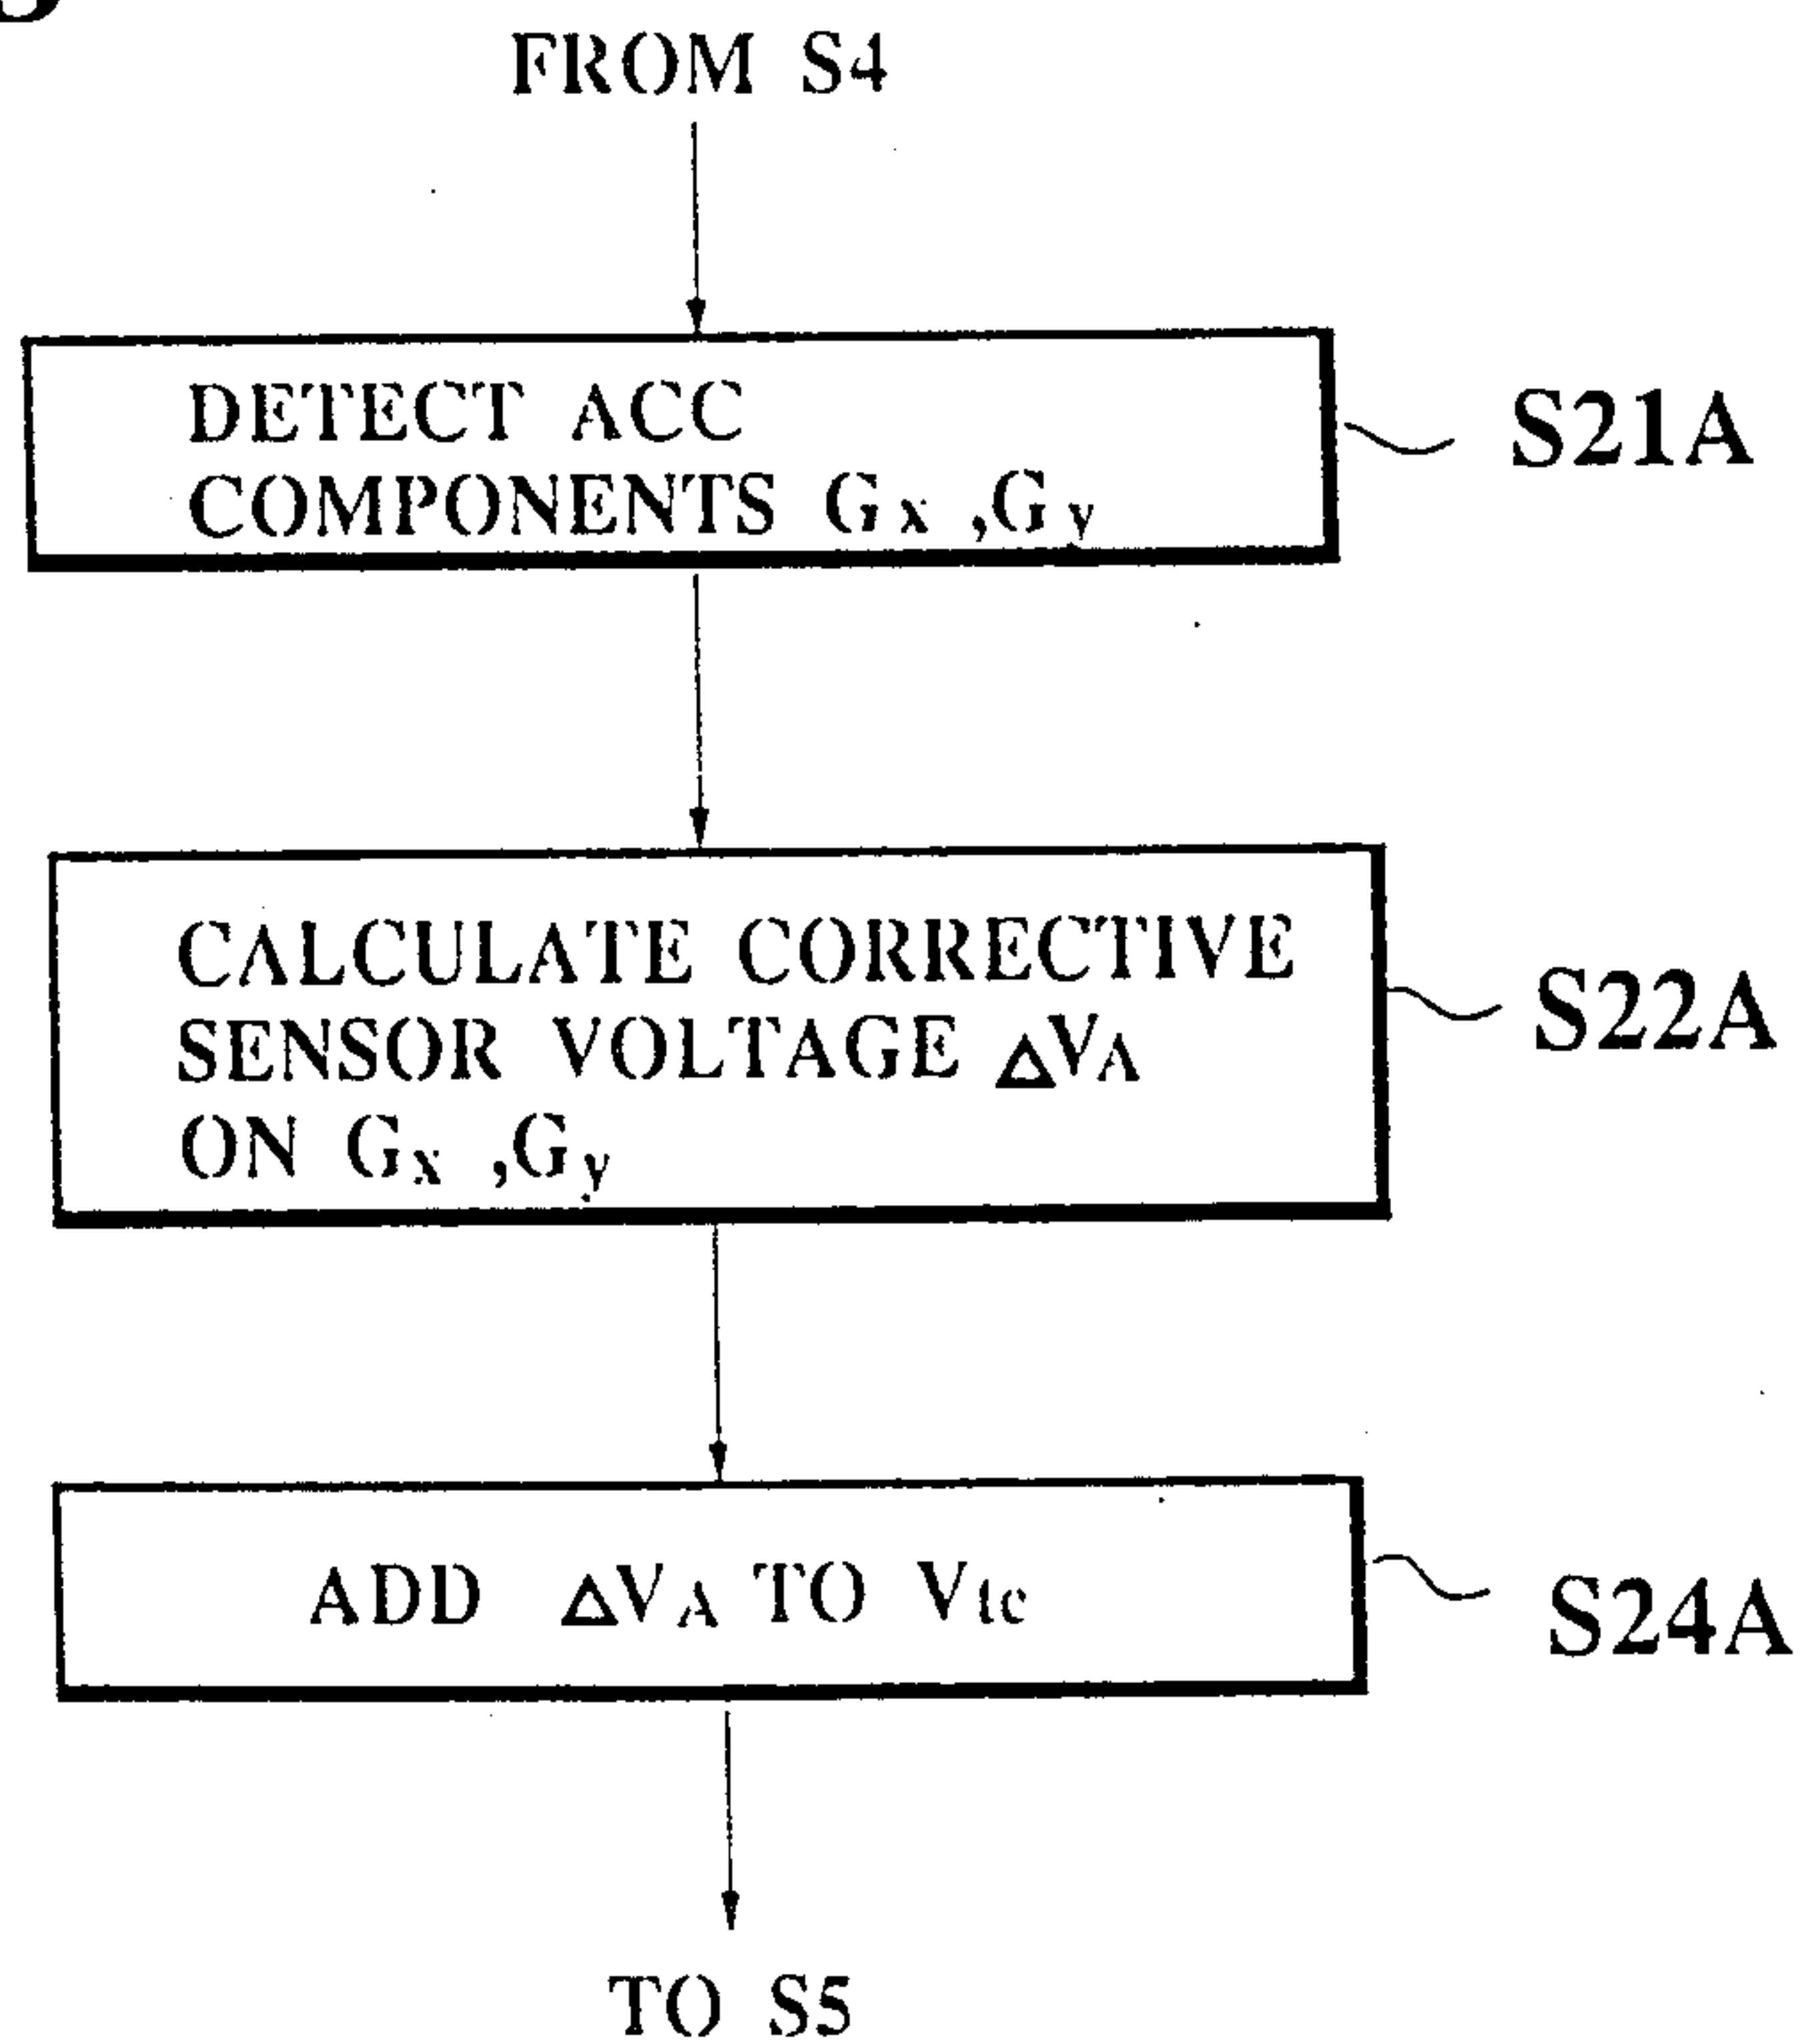 FROM S4
DETECT ACC
COMPONENTS Gx ,Gy
S21A
CALCULATE CORRECTIVE
SENSOR VOLTAGE ΔVA
ON Gx ,Gy
S22A
ADD ΔVA TO Vtc
S24A
TO S5